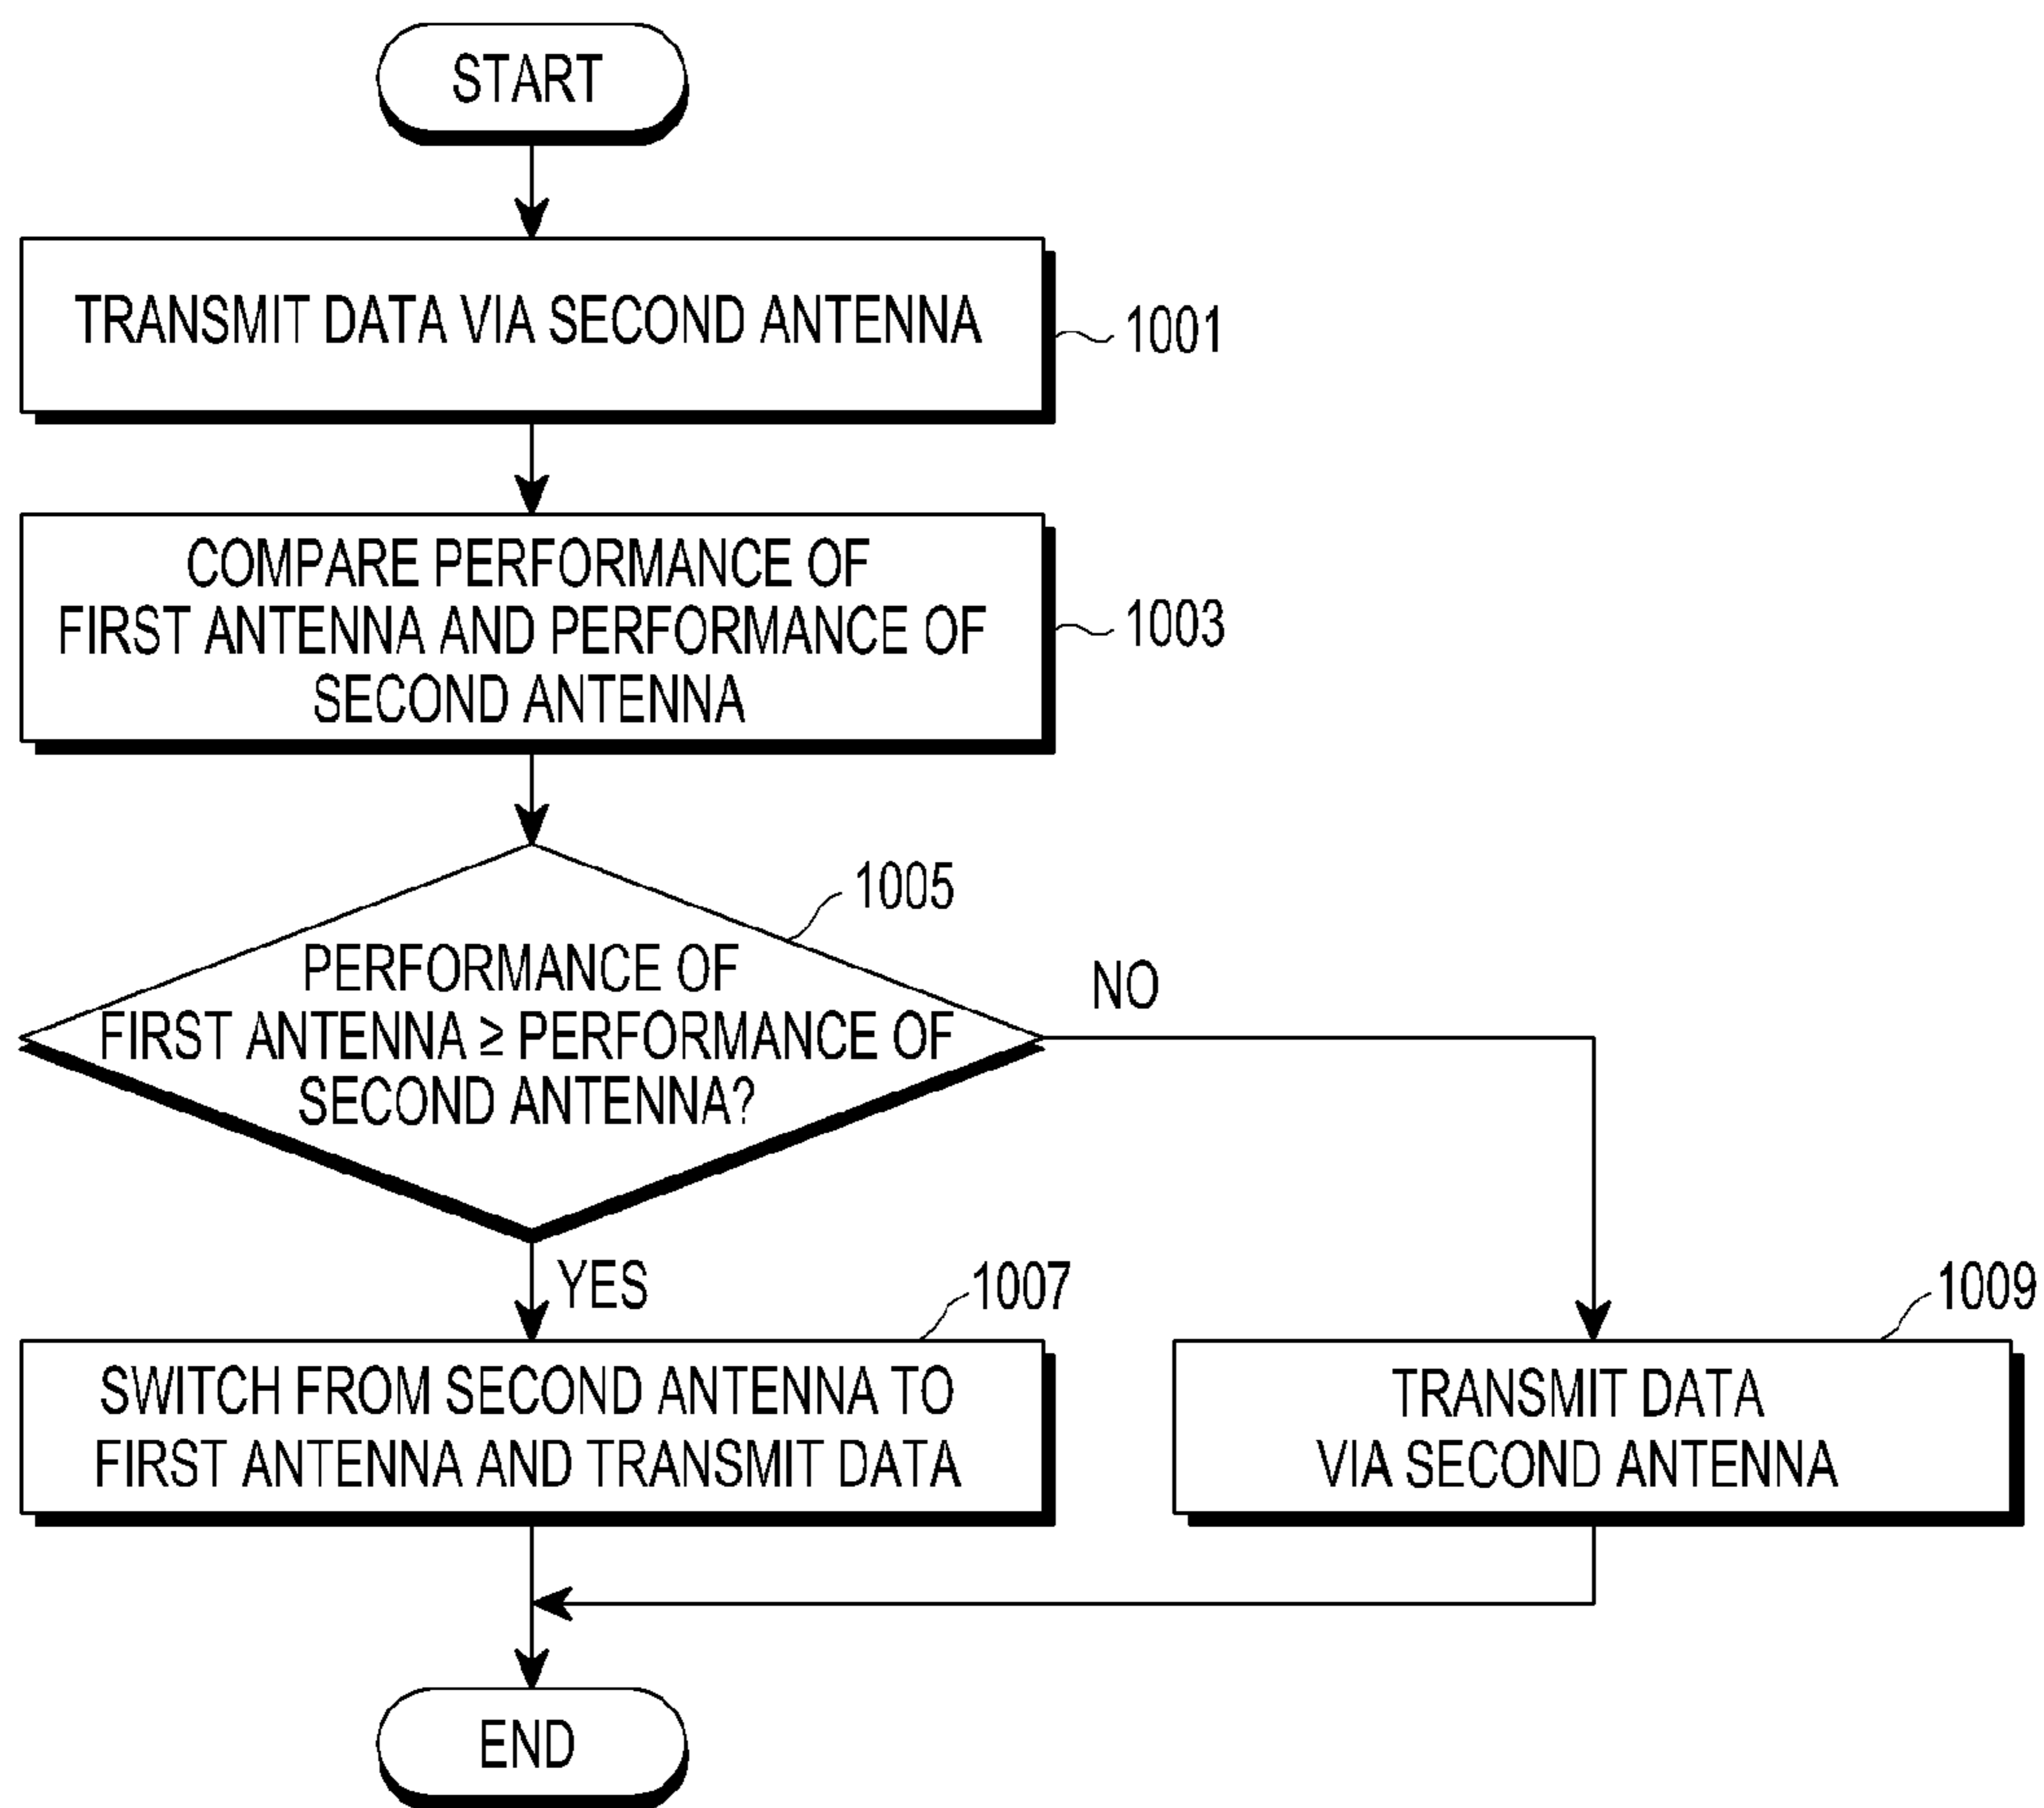 START
TRANSMIT DATA VIA SECOND ANTENNA
1001
COMPARE PERFORMANCE OF
FIRST ANTENNA AND PERFORMANCE OF
SECOND ANTENNA
1003
1005
PERFORMANCE OF
FIRST ANTENNA ≥ PERFORMANCE OF
SECOND ANTENNA?
NO
YES
1007
SWITCH FROM SECOND ANTENNA TO
FIRST ANTENNA AND TRANSMIT DATA
1009
TRANSMIT DATA
VIA SECOND ANTENNA
END